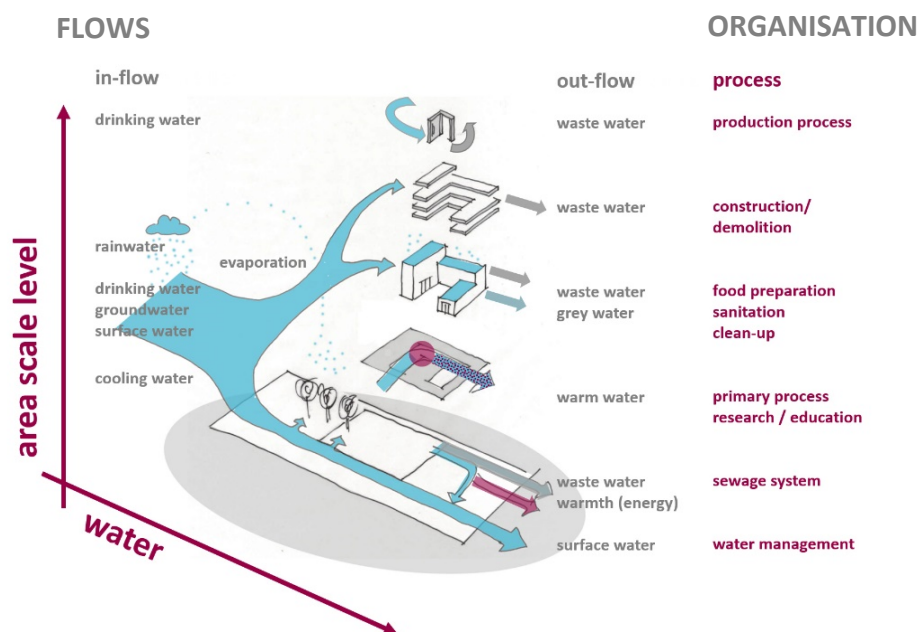 FLOWS
ORGANISATION
in-flow
out-flow
process
drinking water
waste water
production process
waste water
construction/
demolition
rainwater
evaporation
drinking water
groundwater
surface water
waste water
grey water
food preparation
sanitation
clean-up
cooling water
warm water
primary process
research / education
waste water
warmth (energy)
sewage system
surface water
water management
area scale level
water